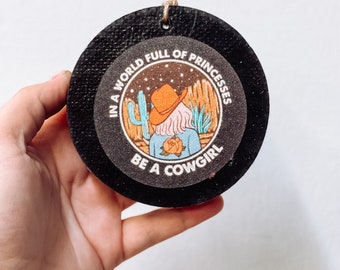 IN A WORLD FULL OF PRINCESSES
BE A COWGIRL